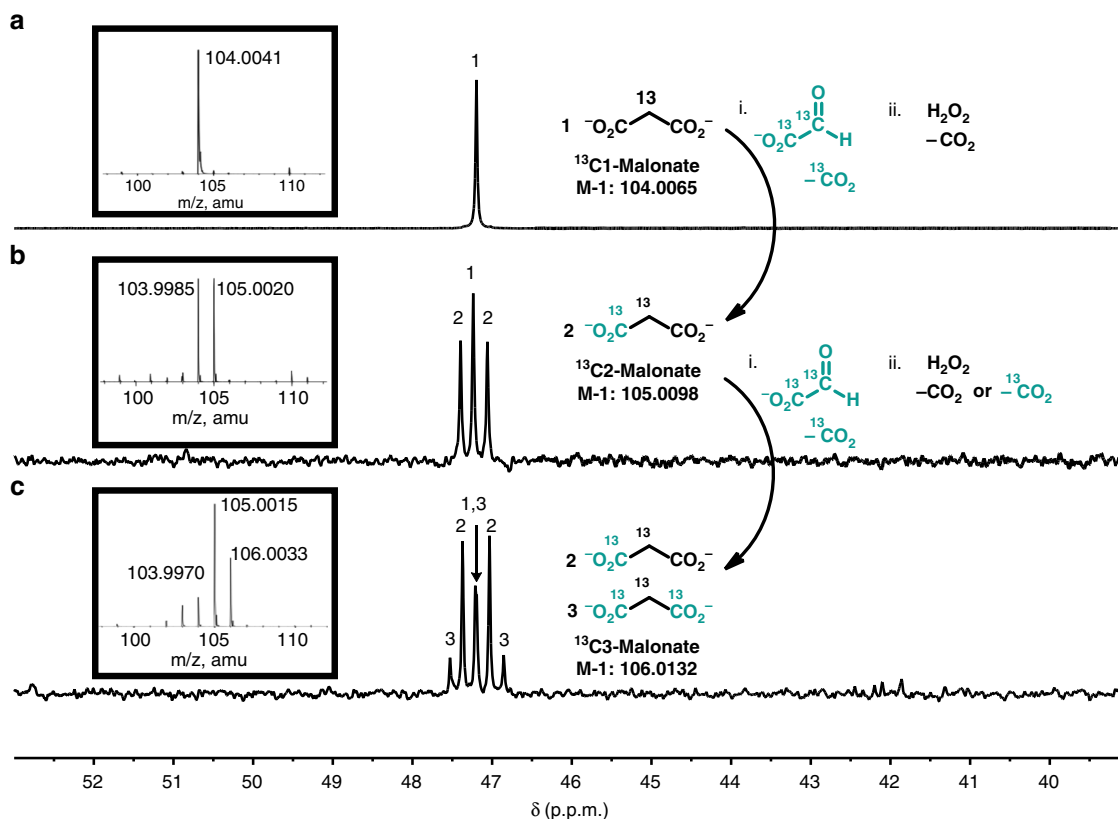 a
104.0041
100 105 110
m/z, amu
1
13
1 ⁻O₂C CO₂⁻
¹³C1-Malonate
M-1: 104.0065
i.
O
13 13
⁻O₂C C H
13
–CO₂
ii. H₂O₂
–CO₂
b
103.9985 105.0020
100 105 110
m/z, amu
1
2 2
13 13
2 ⁻O₂C CO₂⁻
¹³C2-Malonate
M-1: 105.0098
i.
O
13 13
⁻O₂C C H
13
–CO₂
ii. H₂O₂
13
–CO₂ or –CO₂
c
105.0015
106.0033
103.9970
100 105 110
m/z, amu
1,3
2 2
3 3
13 13
2 ⁻O₂C CO₂⁻
13 13 13
3 ⁻O₂C CO₂⁻
¹³C3-Malonate
M-1: 106.0132
52 51 50 49 48 47 46 45 44 43 42 41 40
δ (p.p.m.)